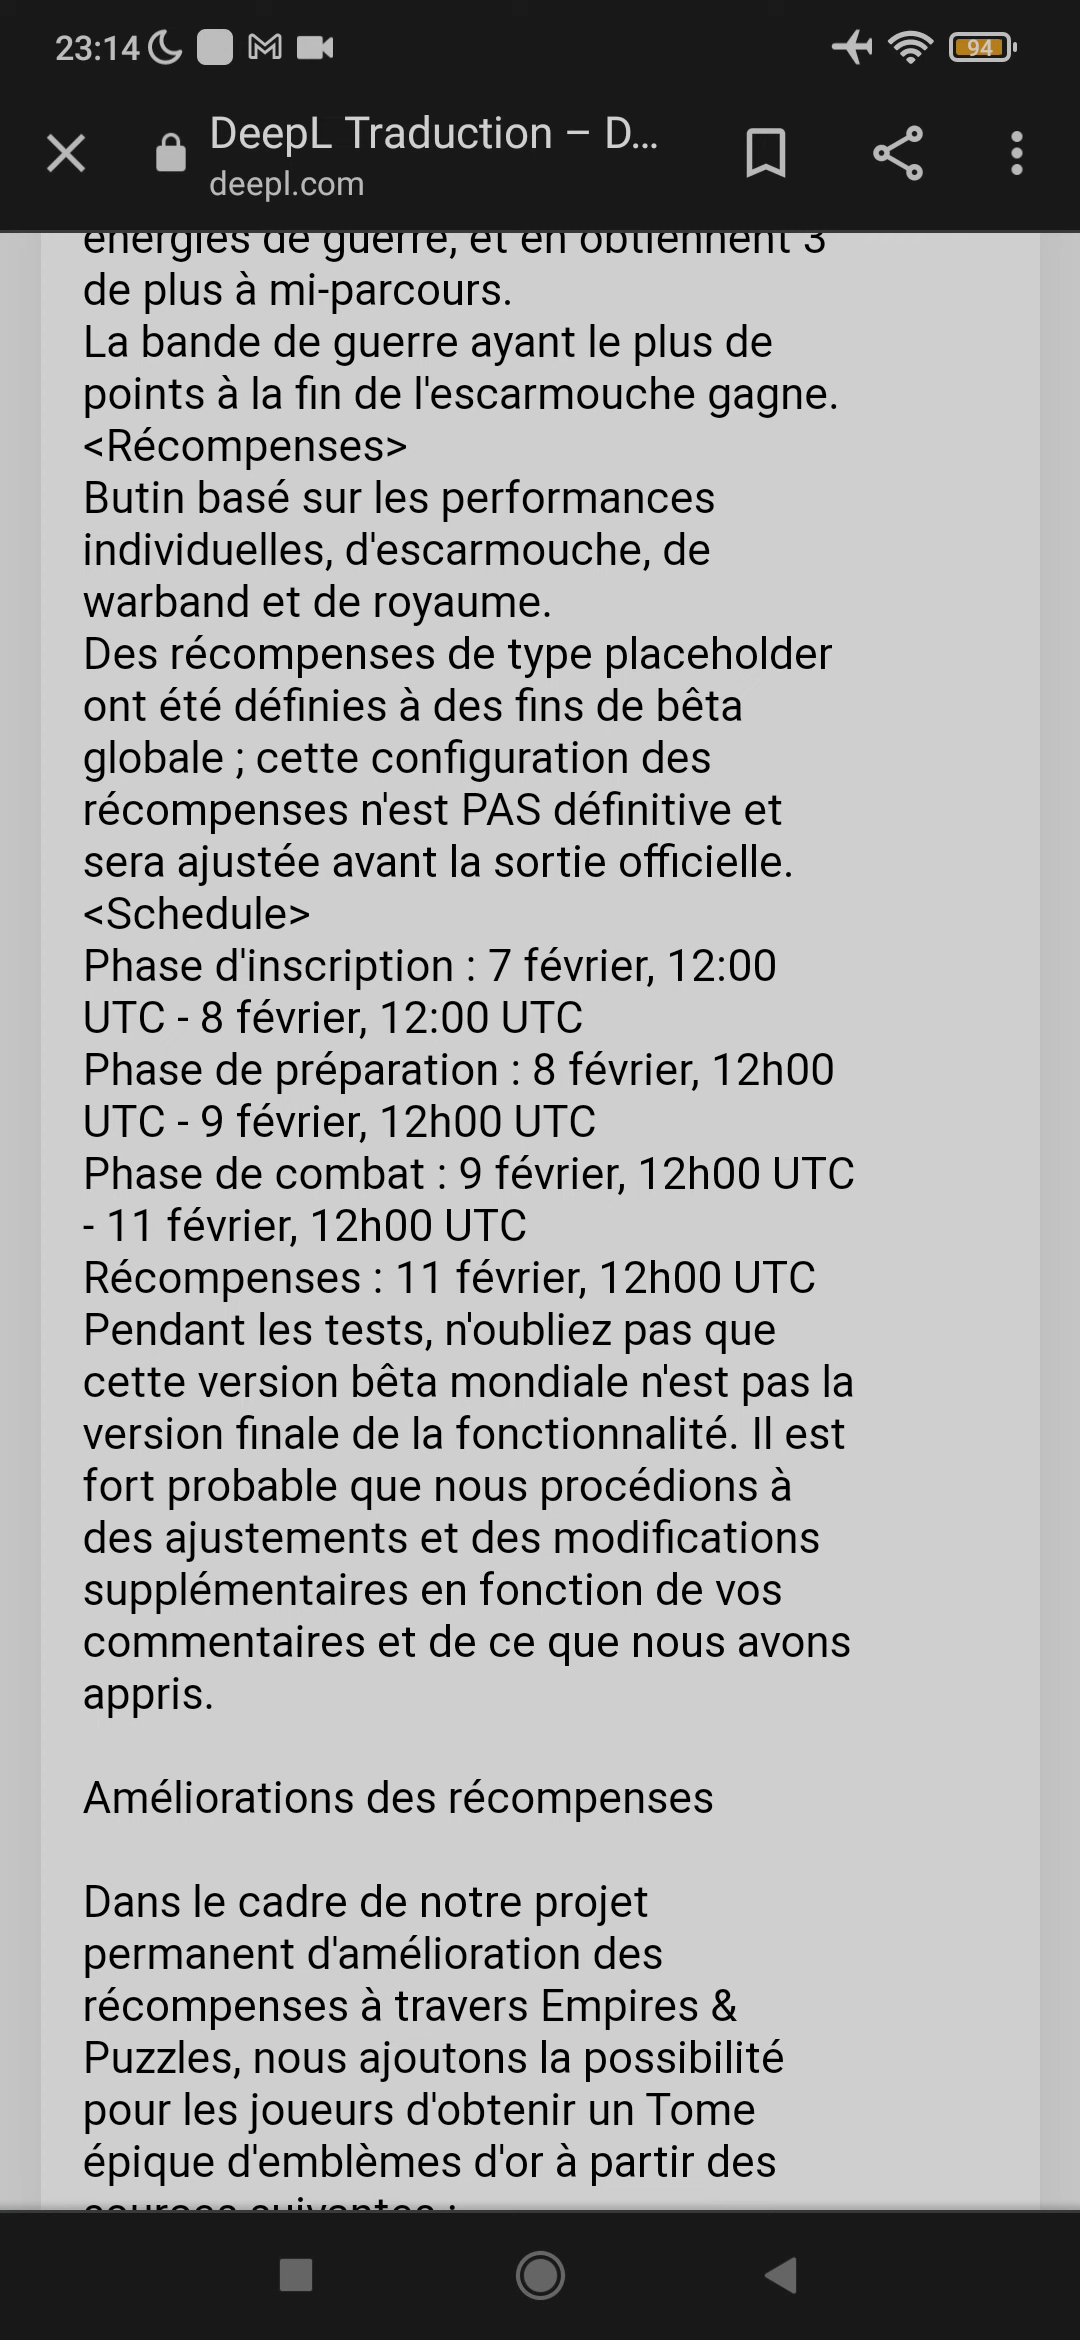 23:14
94
DeepL Traduction – D...
deepl.com
énergies de guerre, et en obtiennent 3
de plus à mi-parcours.
La bande de guerre ayant le plus de
points à la fin de l'escarmouche gagne.
<Récompenses>
Butin basé sur les performances
individuelles, d'escarmouche, de
warband et de royaume.
Des récompenses de type placeholder
ont été définies à des fins de bêta
globale ; cette configuration des
récompenses n'est PAS définitive et
sera ajustée avant la sortie officielle.
<Schedule>
Phase d'inscription : 7 février, 12:00
UTC - 8 février, 12:00 UTC
Phase de préparation : 8 février, 12h00
UTC - 9 février, 12h00 UTC
Phase de combat : 9 février, 12h00 UTC
- 11 février, 12h00 UTC
Récompenses : 11 février, 12h00 UTC
Pendant les tests, n'oubliez pas que
cette version bêta mondiale n'est pas la
version finale de la fonctionnalité. Il est
fort probable que nous procédions à
des ajustements et des modifications
supplémentaires en fonction de vos
commentaires et de ce que nous avons
appris.
Améliorations des récompenses
Dans le cadre de notre projet
permanent d'amélioration des
récompenses à travers Empires &
Puzzles, nous ajoutons la possibilité
pour les joueurs d'obtenir un Tome
épique d'emblèmes d'or à partir des
sources suivantes :